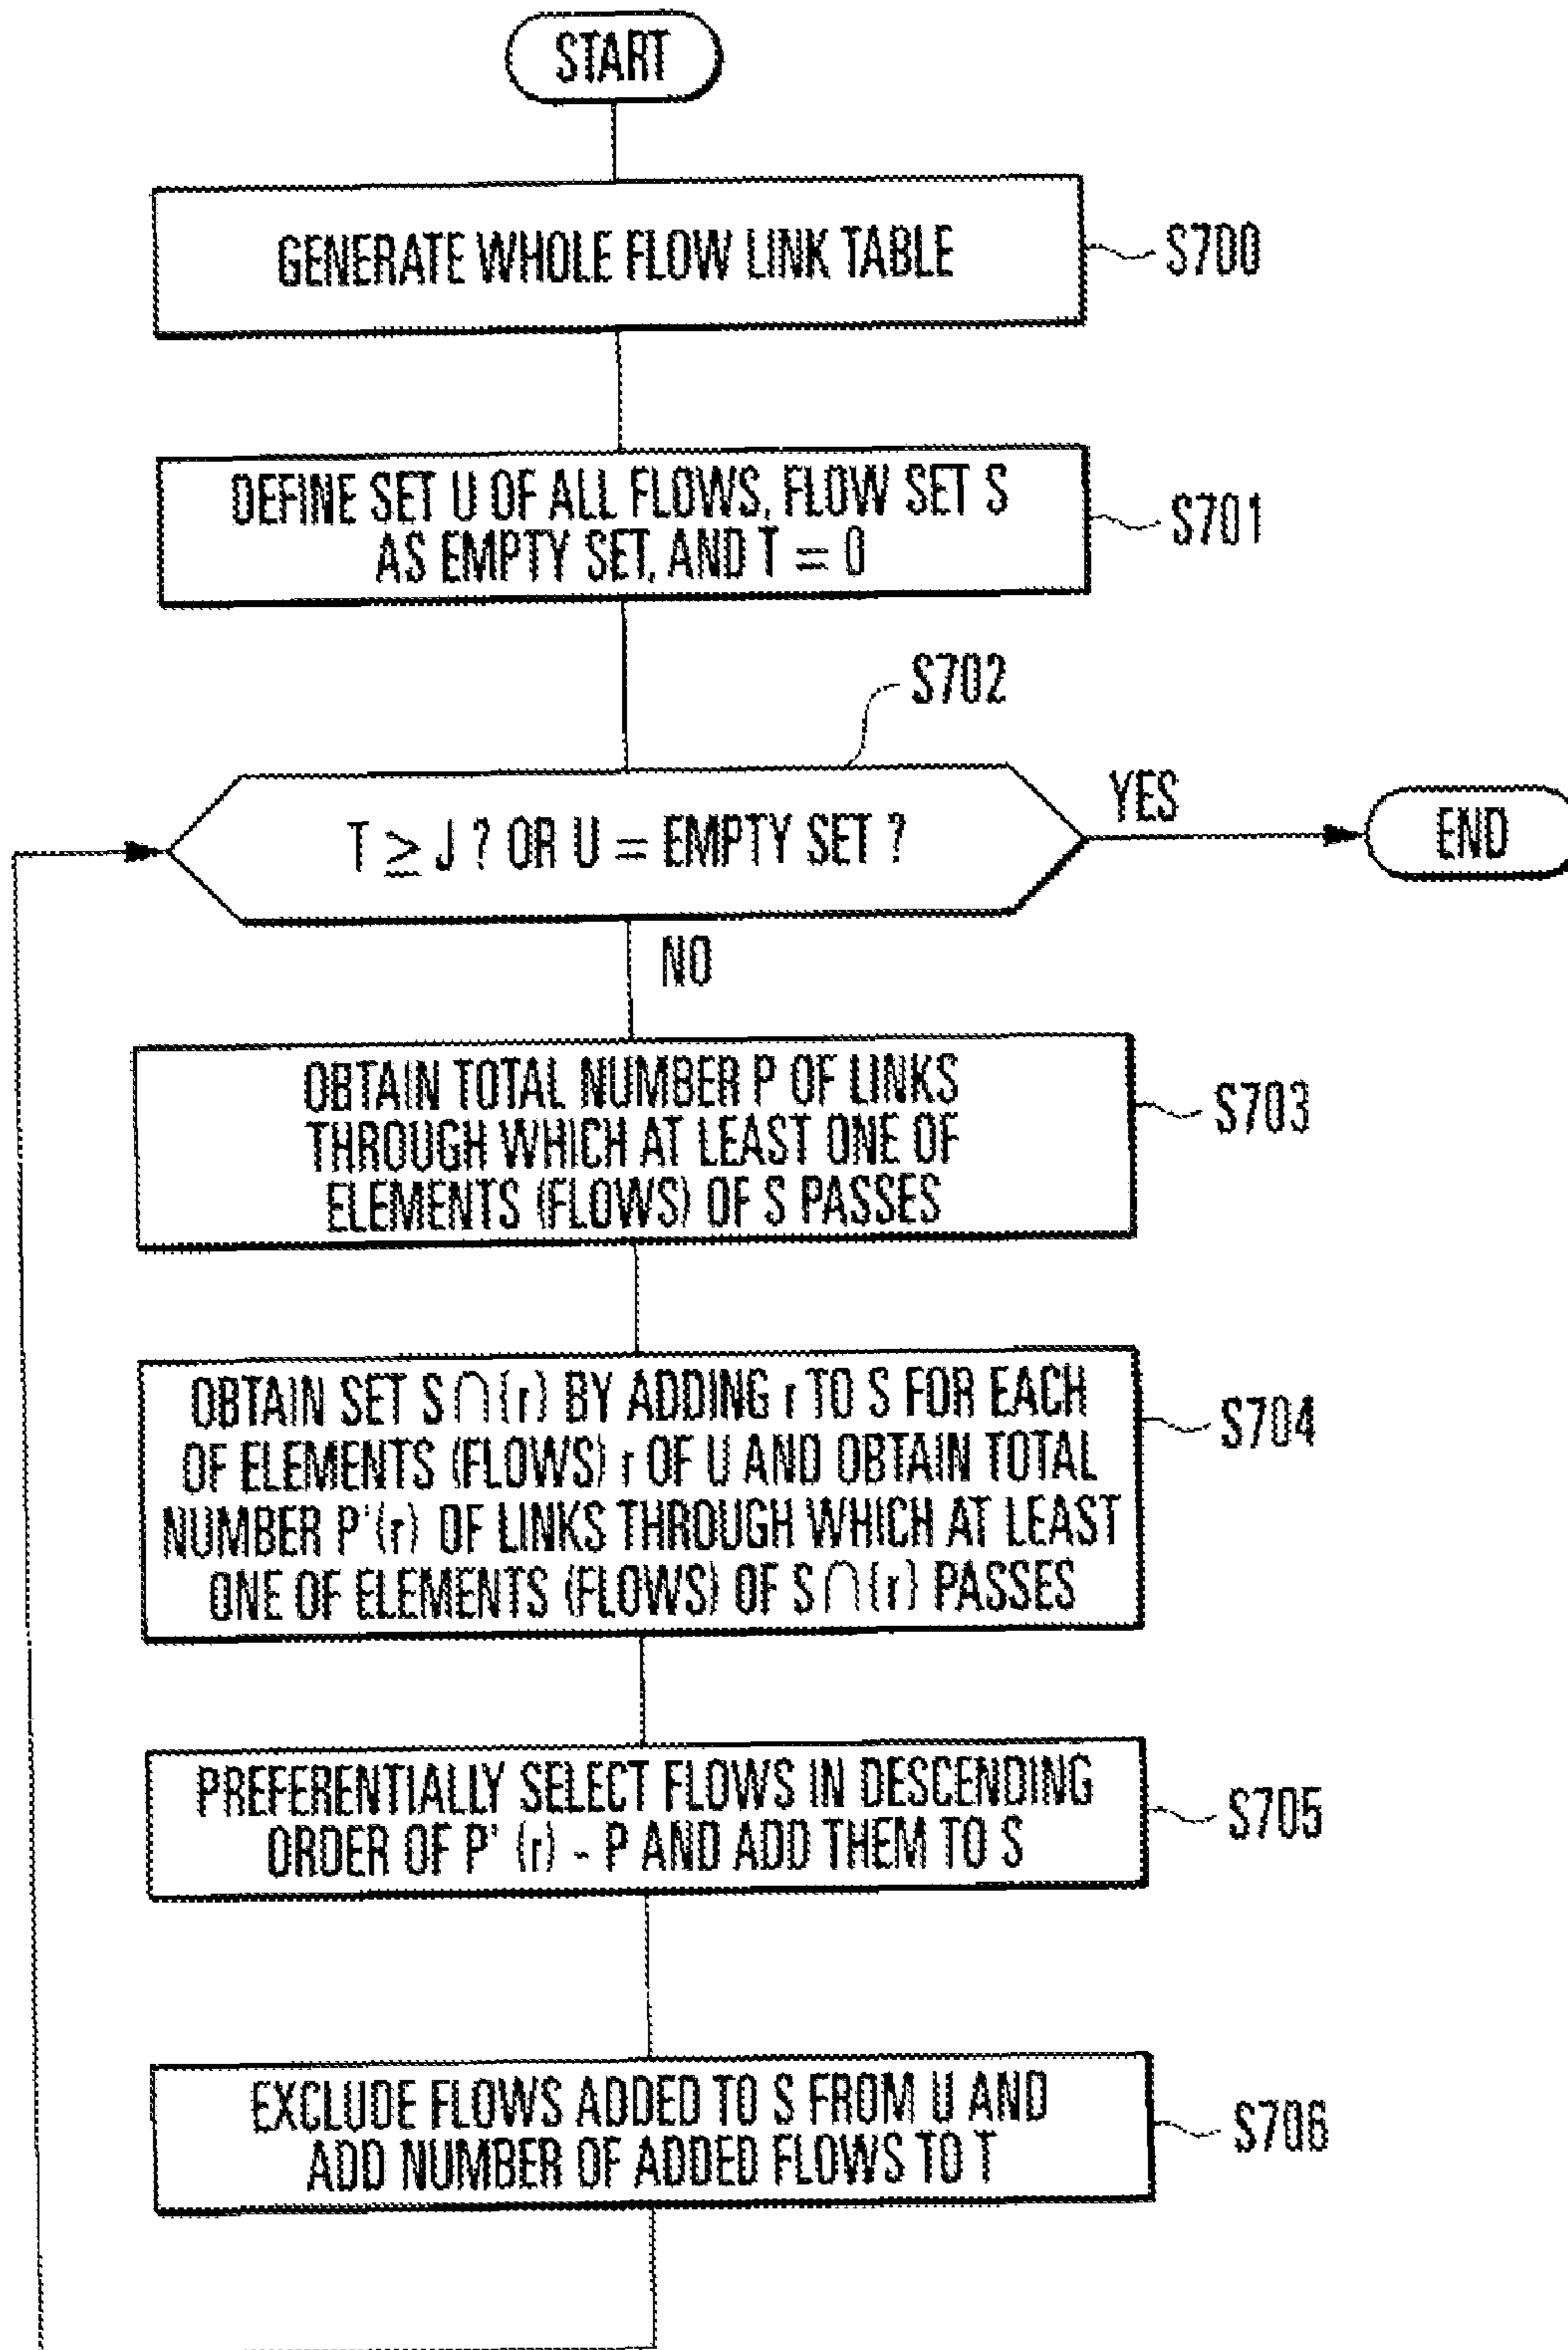 START
GENERATE WHOLE FLOW LINK TABLE
S700
DEFINE SET U OF ALL FLOWS, FLOW SET S
AS EMPTY SET, AND T = 0
S701
S702
T ≥ J ? OR U = EMPTY SET ?
YES
END
NO
OBTAIN TOTAL NUMBER P OF LINKS
THROUGH WHICH AT LEAST ONE OF
ELEMENTS (FLOWS) OF S PASSES
S703
OBTAIN SET S ∩ {r} BY ADDING r TO S FOR EACH
OF ELEMENTS (FLOWS) r OF U AND OBTAIN TOTAL
NUMBER P'(r) OF LINKS THROUGH WHICH AT LEAST
ONE OF ELEMENTS (FLOWS) OF S ∩ {r} PASSES
S704
PREFERENTIALLY SELECT FLOWS IN DESCENDING
ORDER OF P' (r) - P AND ADD THEM TO S
S705
EXCLUDE FLOWS ADDED TO S FROM U AND
ADD NUMBER OF ADDED FLOWS TO T
S706